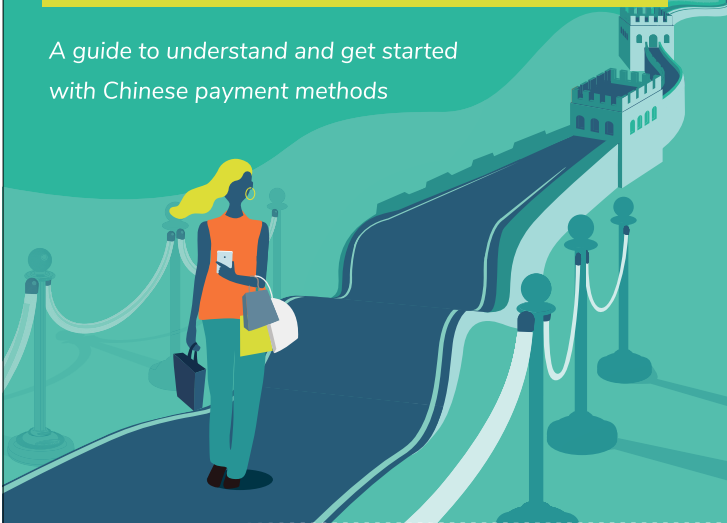 A guide to understand and get started
with Chinese payment methods